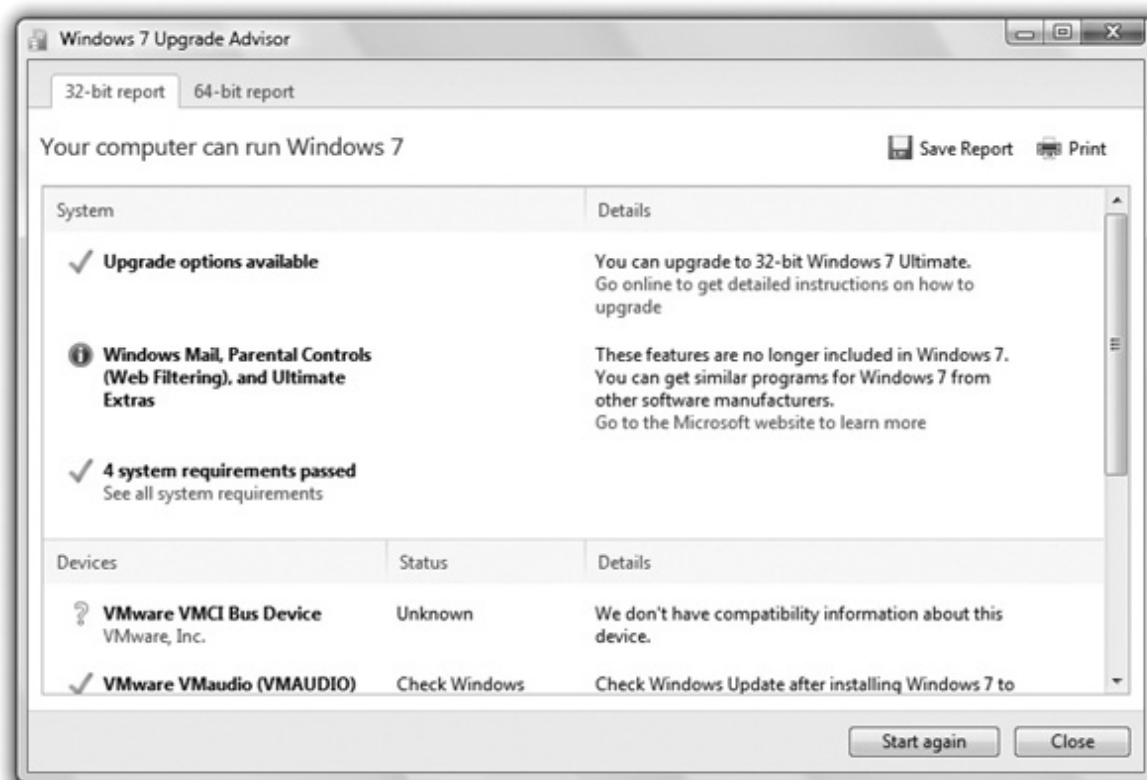 Windows 7 Upgrade Advisor
32-bit report 64-bit report
Your computer can run Windows 7
Save Report Print
System Details
Upgrade options available
You can upgrade to 32-bit Windows 7 Ultimate.
Go online to get detailed instructions on how to
upgrade
Windows Mail, Parental Controls
(Web Filtering), and Ultimate
Extras
These features are no longer included in Windows 7.
You can get similar programs for Windows 7 from
other software manufacturers.
Go to the Microsoft website to learn more
4 system requirements passed
See all system requirements
Devices Status Details
VMware VMCI Bus Device
VMware, Inc.
Unknown
We don't have compatibility information about this
device.
VMware VMaudio (VMAUDIO)
Check Windows
Check Windows Update after installing Windows 7 to
Start again Close